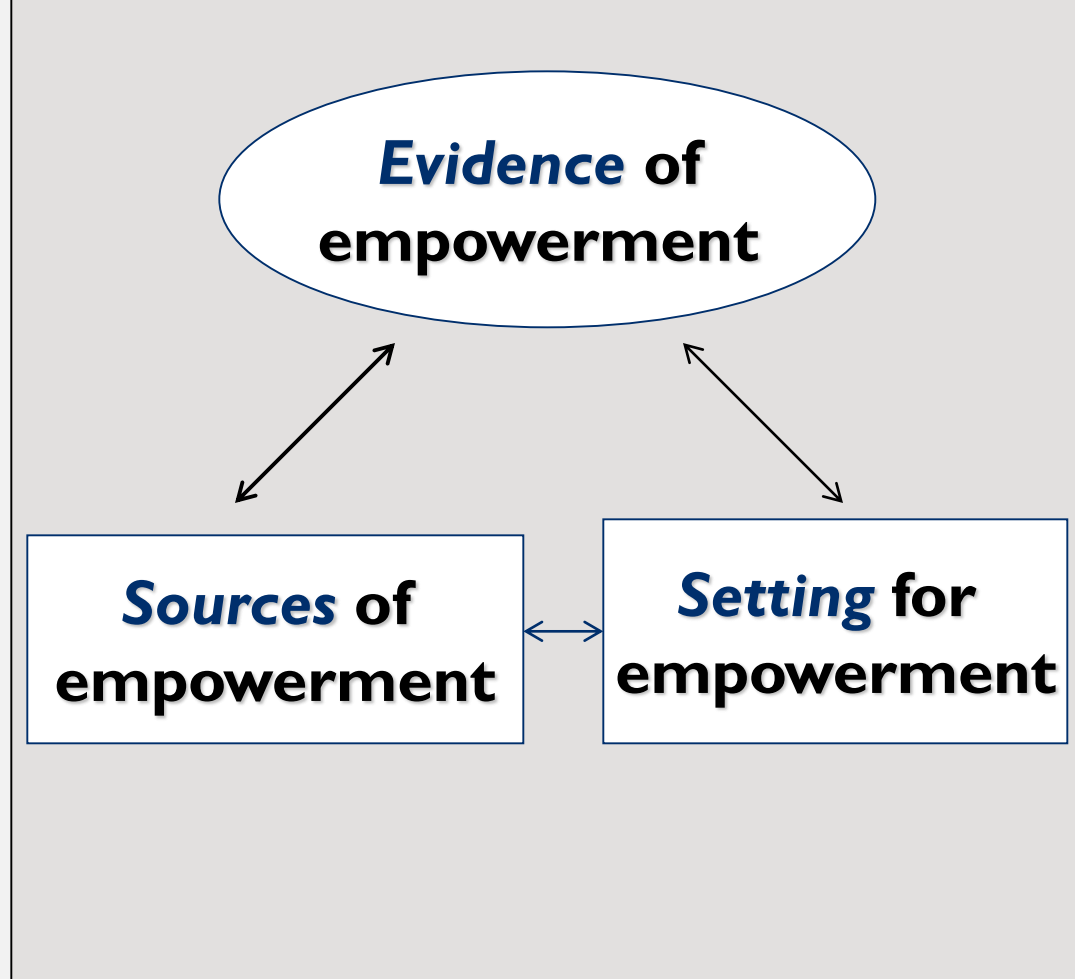 Evidence of
empowerment
Sources of
empowerment
Setting for
empowerment